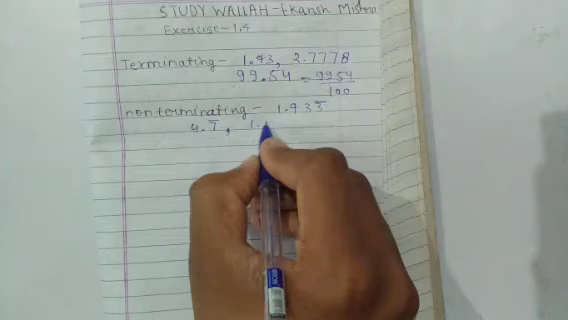 STUDY WALLAH - Ekansh Mishra
Exercise - 1.4
Terminating - 1.93, 2.7778
99.54 = 9954/100
non terminating - 1.935̅
4.7̅, 1.